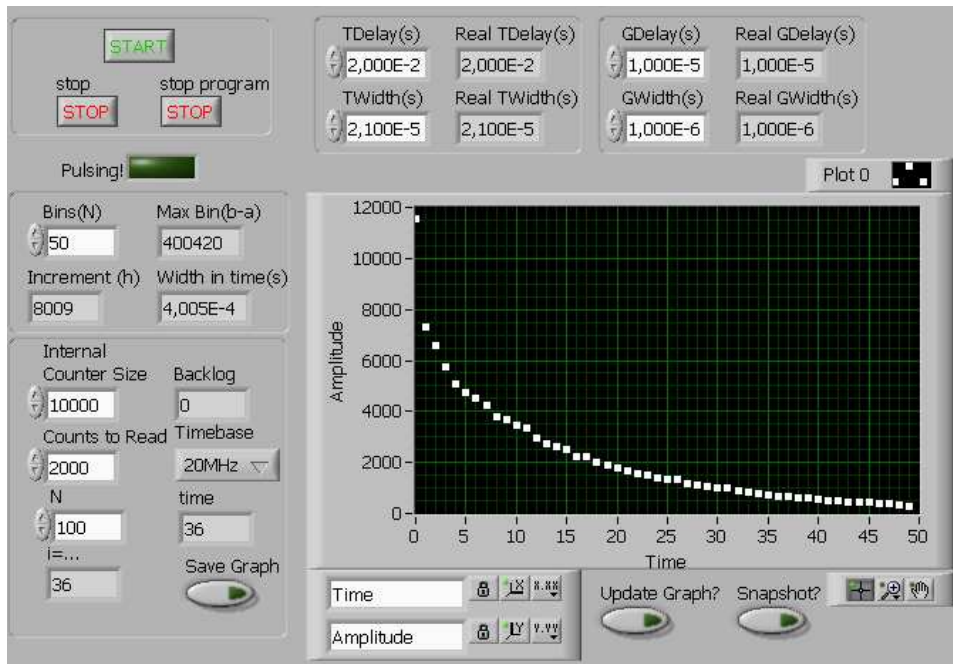 START
stop
stop program
STOP
STOP
Pulsing!
TDelay(s)
Real TDelay(s)
2,000E-2
2,000E-2
TWidth(s)
Real TWidth(s)
2,100E-5
2,100E-5
GDelay(s)
Real GDelay(s)
1,000E-5
1,000E-5
GWidth(s)
Real GWidth(s)
1,000E-6
1,000E-6
Bins(N)
Max Bin(b-a)
50
400420
Increment (h)
Width in time(s)
8009
4,005E-4
Internal
Counter Size
Backlog
10000
0
Counts to Read
Timebase
2000
20MHz
N
time
100
36
i=...
36
Save Graph
Plot 0
Amplitude
12000
10000
8000
6000
4000
2000
0
0 5 10 15 20 25 30 35 40 45 50
Time
Time
X
X.XX
Amplitude
Y
Y.YY
Update Graph?
Snapshot?